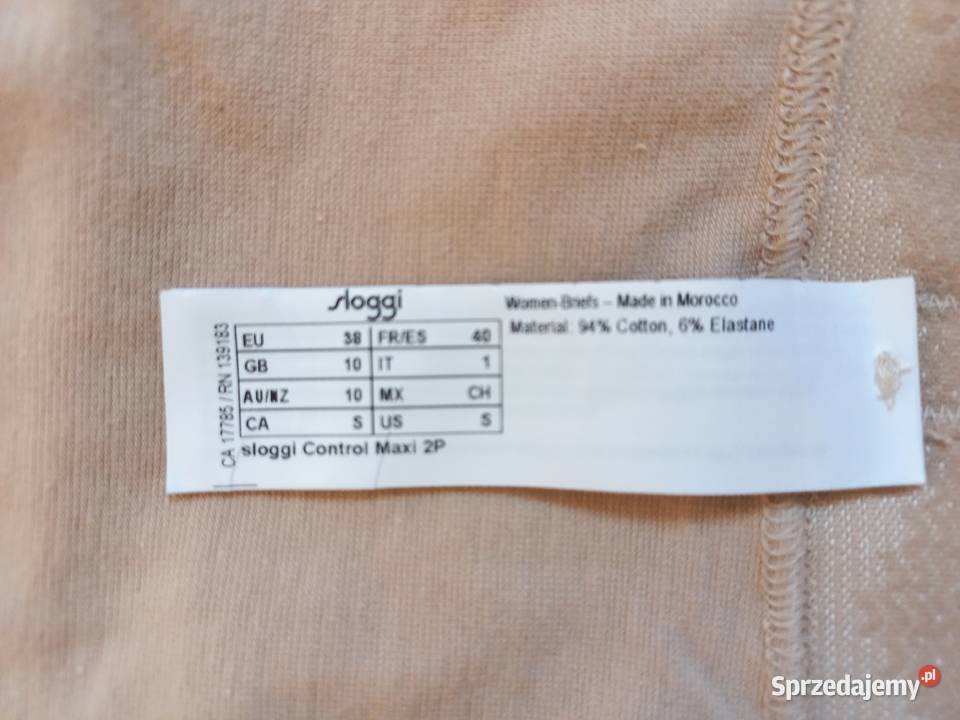 sloggi
EU 38 FR/ES 40
GB 10 IT 1
AU/NZ 10 MX CH
CA S US S
sloggi Control Maxi 2P
CA 17785 / RN 139183
Women-Briefs – Made in Morocco
Material: 94% Cotton, 6% Elastane
Sprzedajemy.pl